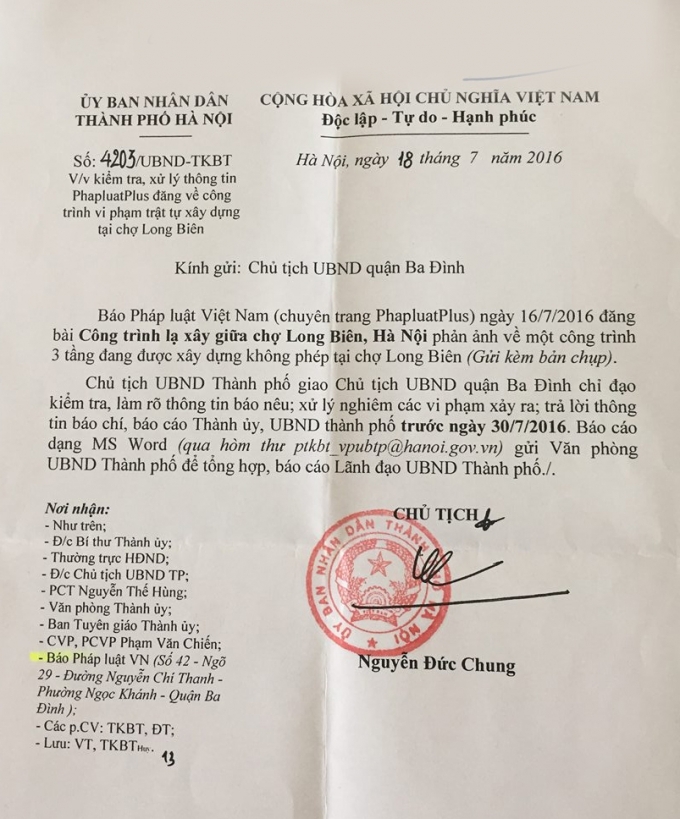 ỦY BAN NHÂN DÂN
THÀNH PHỐ HÀ NỘI
CỘNG HÒA XÃ HỘI CHỦ NGHĨA VIỆT NAM
Độc lập - Tự do - Hạnh phúc
Số: 4203/UBND-TKBT
Hà Nội, ngày 18 tháng 7 năm 2016
V/v kiểm tra, xử lý thông tin
PhapluatPlus đăng về công
trình vi phạm trật tự xây dựng
tại chợ Long Biên
Kính gửi: Chủ tịch UBND quận Ba Đình
Báo Pháp luật Việt Nam (chuyên trang PhapluatPlus) ngày 16/7/2016 đăng
bài Công trình lạ xây giữa chợ Long Biên, Hà Nội phản ảnh về một công trình
3 tầng đang được xây dựng không phép tại chợ Long Biên (Gửi kèm bản chụp).
Chủ tịch UBND Thành phố giao Chủ tịch UBND quận Ba Đình chỉ đạo
kiểm tra, làm rõ thông tin báo nêu; xử lý nghiêm các vi phạm xảy ra; trả lời thông
tin báo chí, báo cáo Thành ủy, UBND thành phố trước ngày 30/7/2016. Báo cáo
dạng MS Word (qua hòm thư ptkbt_vpubtp@hanoi.gov.vn) gửi Văn phòng
UBND Thành phố để tổng hợp, báo cáo Lãnh đạo UBND Thành phố./.
Nơi nhận:
- Như trên;
- Đ/c Bí thư Thành ủy;
- Thường trực HĐND;
- Đ/c Chủ tịch UBND TP;
- PCT Nguyễn Thế Hùng;
- Văn phòng Thành ủy;
- Ban Tuyên giáo Thành ủy;
- CVP, PCVP Phạm Văn Chiến;
- Báo Pháp luật VN (Số 42 - Ngõ
29 - Đường Nguyễn Chí Thanh -
Phường Ngọc Khánh - Quận Ba
Đình );
- Các p.CV: TKBT, ĐT;
- Lưu: VT, TKBT Huy.
13
CHỦ TỊCH
ỦY BAN NHÂN DÂN THÀNH PHỐ HÀ NỘI
Nguyễn Đức Chung